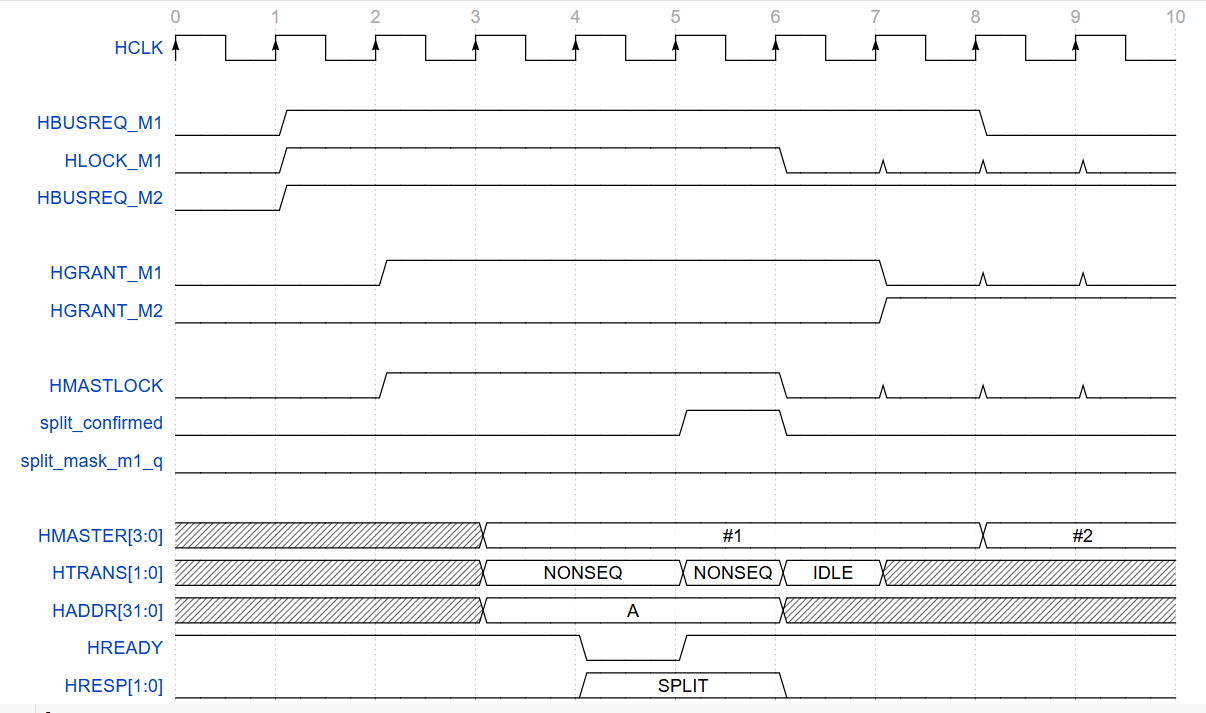 0 1 2 3 4 5 6 7 8 9 10
HCLK
HBUSREQ_M1
HLOCK_M1
HBUSREQ_M2
HGRANT_M1
HGRANT_M2
HMASTLOCK
split_confirmed
split_mask_m1_q
HMASTER[3:0] #1 #2
HTRANS[1:0] NONSEQ NONSEQ IDLE
HADDR[31:0] A
HREADY
HRESP[1:0] SPLIT